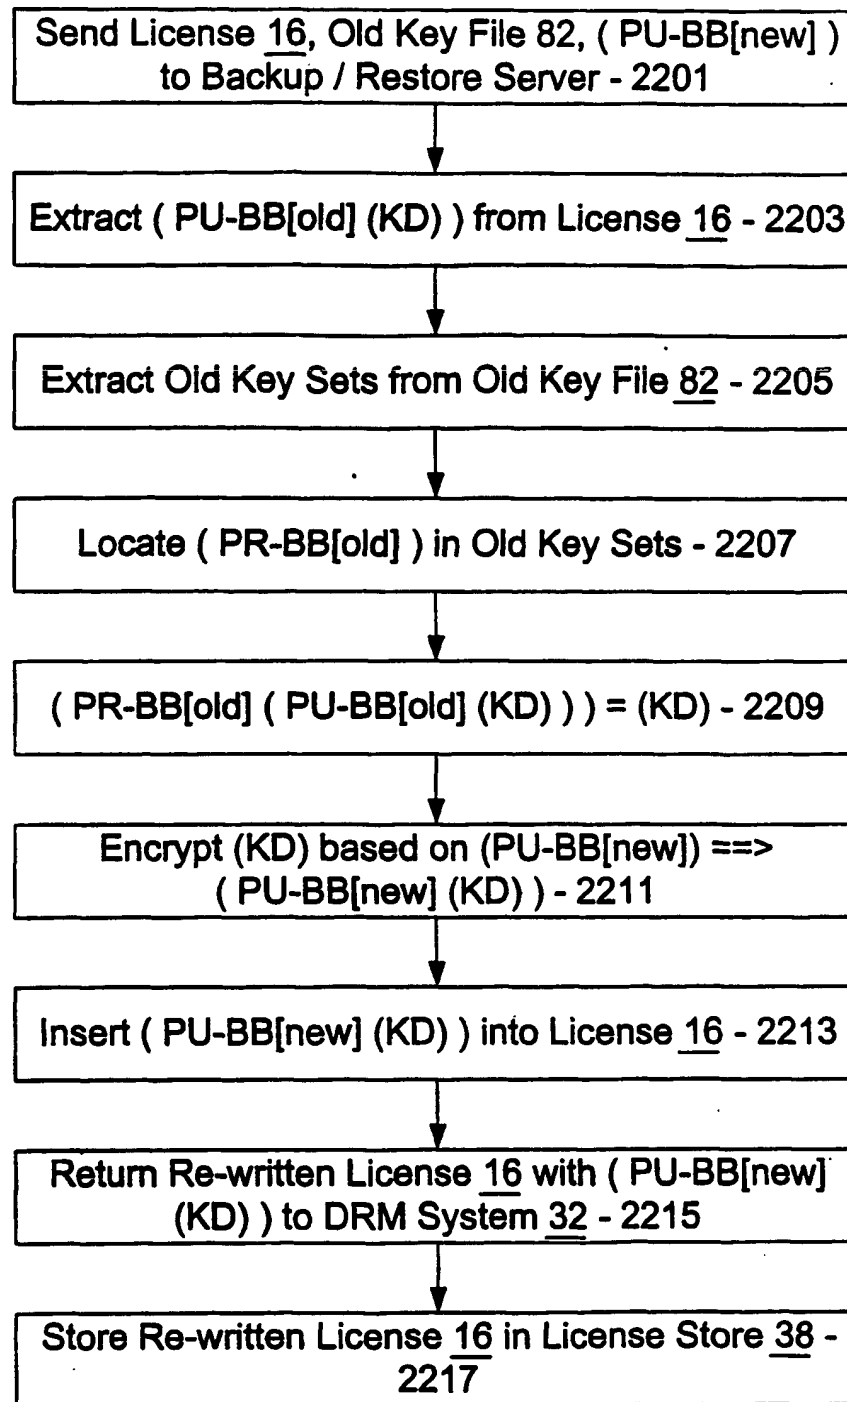 Send License 16, Old Key File 82, ( PU-BB[new] )
to Backup / Restore Server - 2201
Extract ( PU-BB[old] (KD) ) from License 16 - 2203
Extract Old Key Sets from Old Key File 82 - 2205
Locate ( PR-BB[old] ) in Old Key Sets - 2207
( PR-BB[old] ( PU-BB[old] (KD) ) ) = (KD) - 2209
Encrypt (KD) based on (PU-BB[new]) ==>
( PU-BB[new] (KD) ) - 2211
Insert ( PU-BB[new] (KD) ) into License 16 - 2213
Return Re-written License 16 with ( PU-BB[new]
(KD) ) to DRM System 32 - 2215
Store Re-written License 16 in License Store 38 -
2217